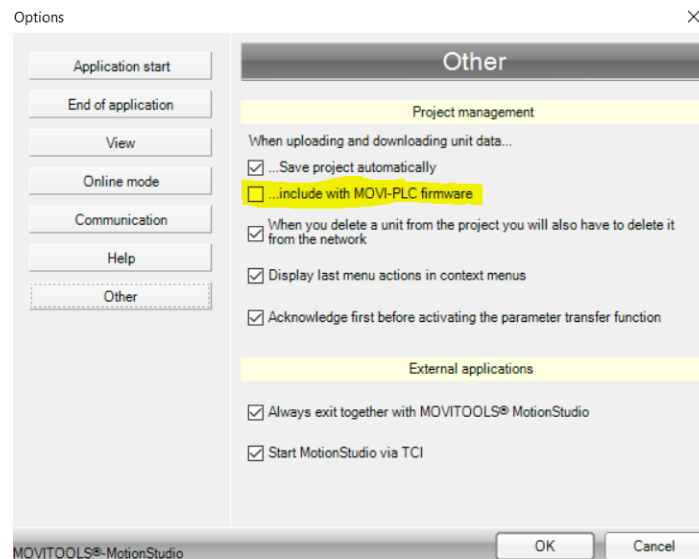 Options
Application start
End of application
View
Online mode
Communication
Help
Other
Other
Project management
When uploading and downloading unit data...
...Save project automatically
...include with MOVI-PLC firmware
When you delete a unit from the project you will also have to delete it
from the network
Display last menu actions in context menus
Acknowledge first before activating the parameter transfer function
External applications
Always exit together with MOVITOOLS® MotionStudio
Start MotionStudio via TCI
MOVITOOLS®-MotionStudio
OK
Cancel